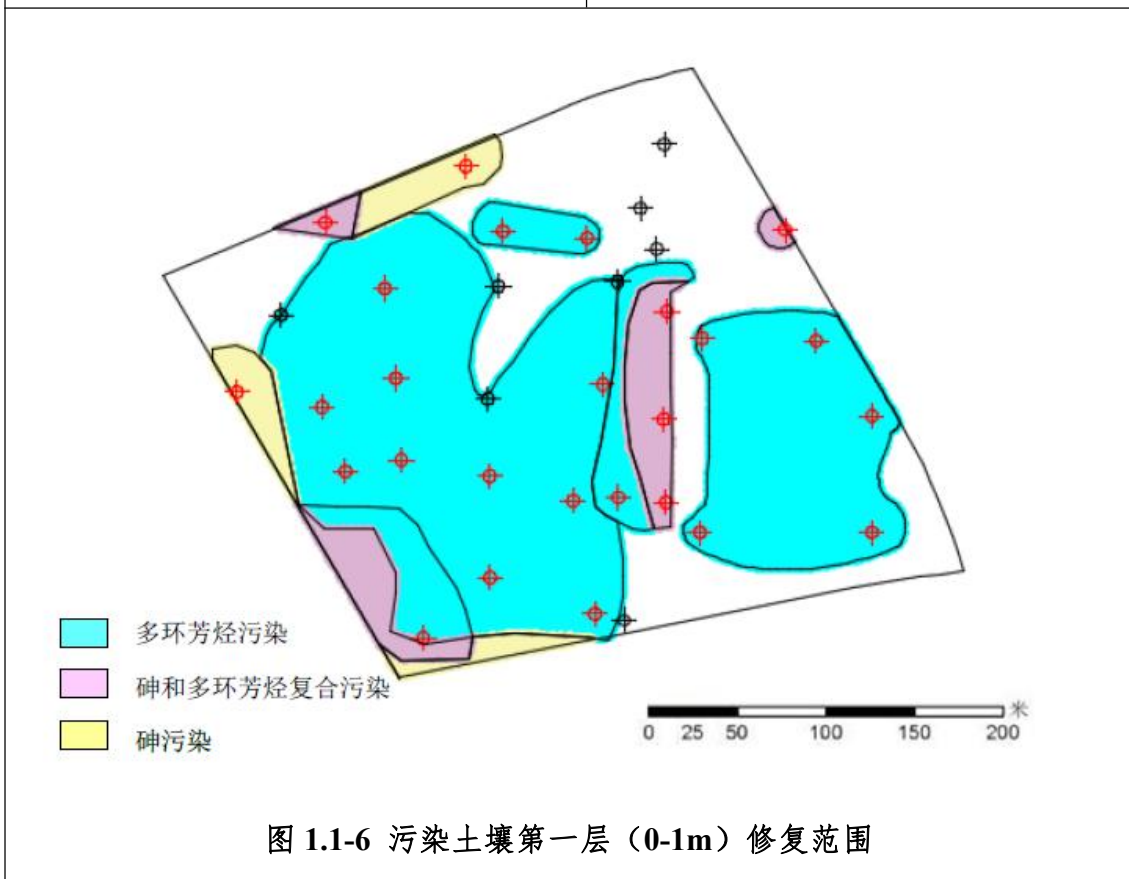 多环芳烃污染
砷和多环芳烃复合污染
砷污染
米
0 25 50 100 150 200
图 1.1-6 污染土壤第一层（0-1m）修复范围